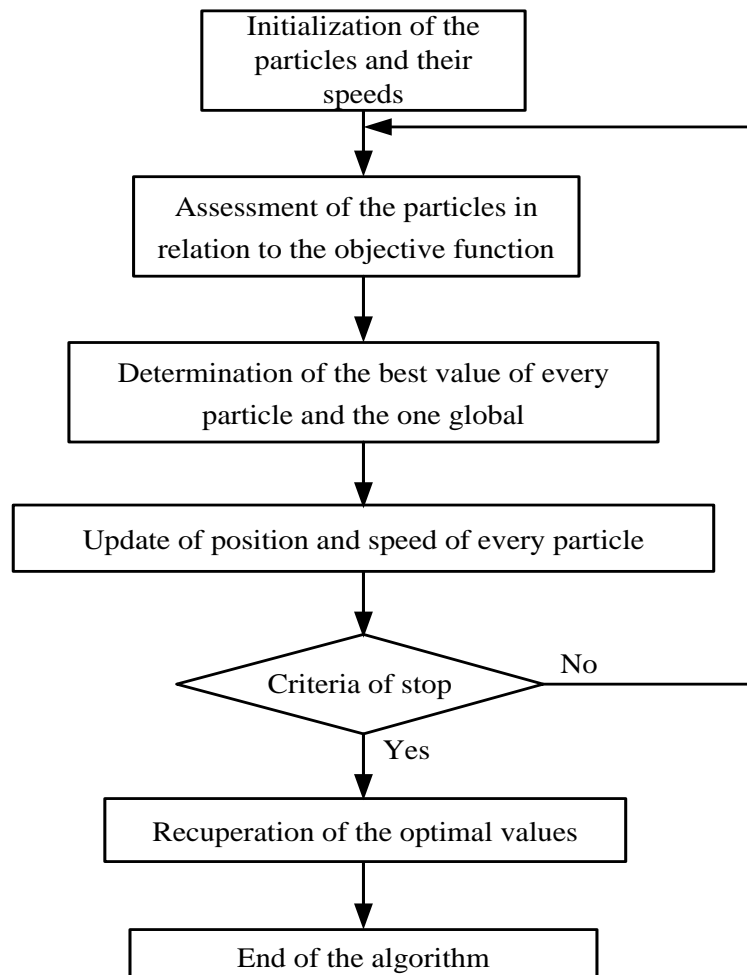 Initialization of the
particles and their
speeds
Assessment of the particles in
relation to the objective function
Determination of the best value of every
particle and the one global
Update of position and speed of every particle
Criteria of stop
No
Yes
Recuperation of the optimal values
End of the algorithm